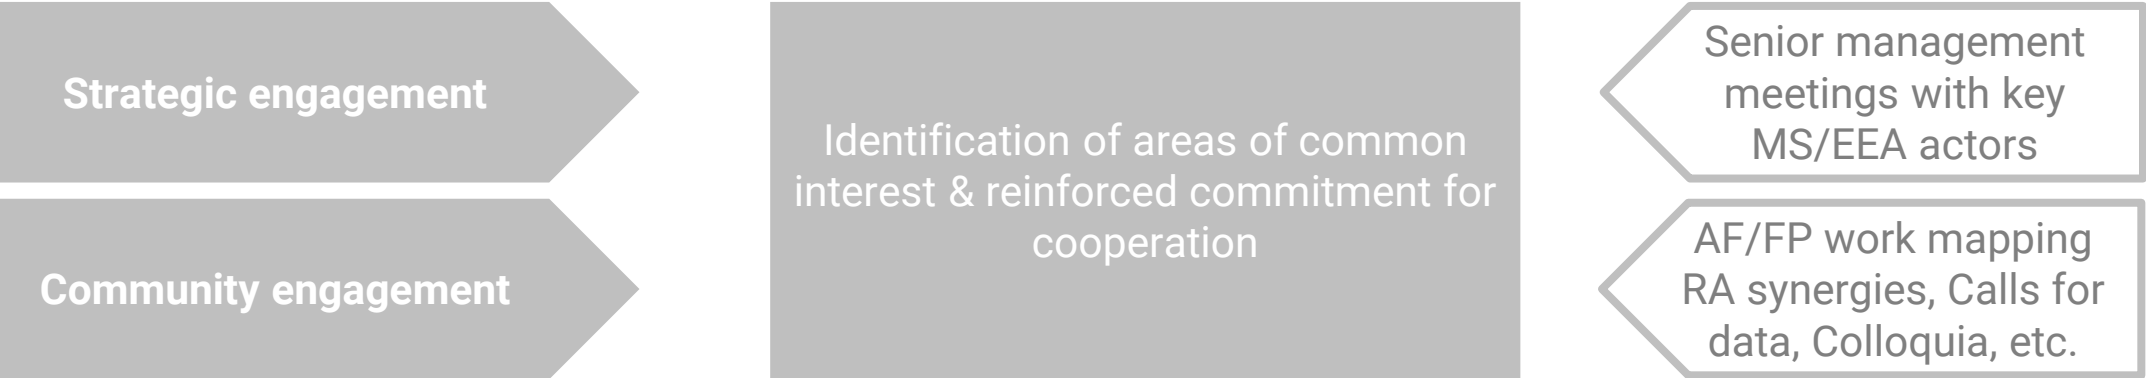 Strategic engagement
Community engagement
Identification of areas of common
interest & reinforced commitment for
cooperation
Senior management
meetings with key
MS/EEA actors
AF/FP work mapping
RA synergies, Calls for
data, Colloquia, etc.